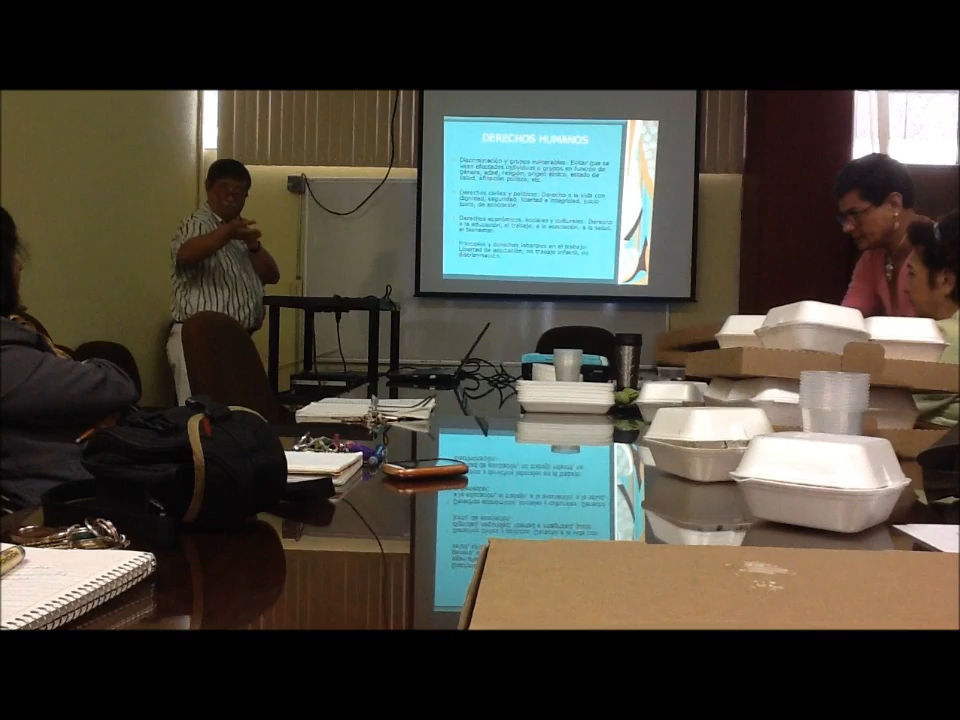 DERECHOS HUMANOS
Discriminación y grupos vulnerables: Evitar que se
vean afectados individuos o grupos en función de
género, edad, religión, origen étnico, estado de
salud, afiliación política, etc.
Derechos civiles y políticos: Derecho a la vida con
dignidad, seguridad, libertad e integridad, juicio
justo, de asociación
Derechos económicos, sociales y culturales: Derecho
a la educación, el trabajo, a la asociación, a la salud,
el bienestar.
Principios y derechos laborales en el trabajo:
Libertad de asociación, no trabajo infantil, no
discriminación.